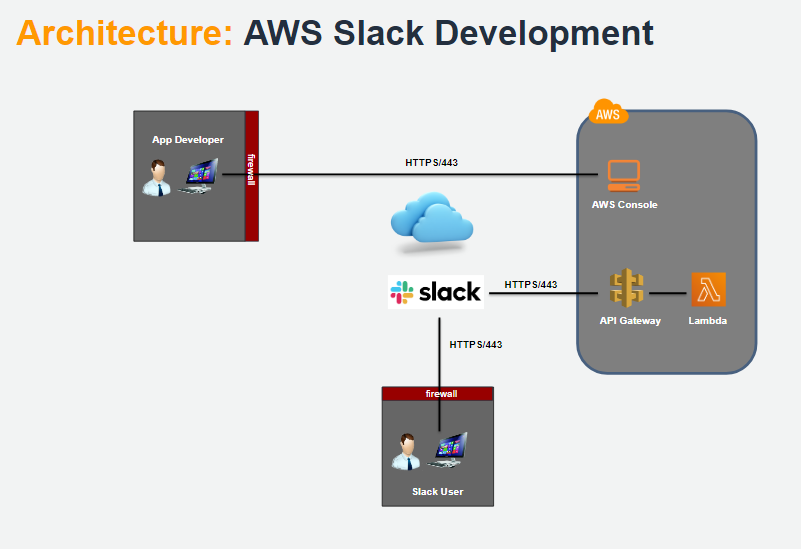 Architecture: AWS Slack Development
App Developer
firewall
HTTPS/443
AWS
AWS Console
slack
HTTPS/443
API Gateway
Lambda
HTTPS/443
firewall
Slack User